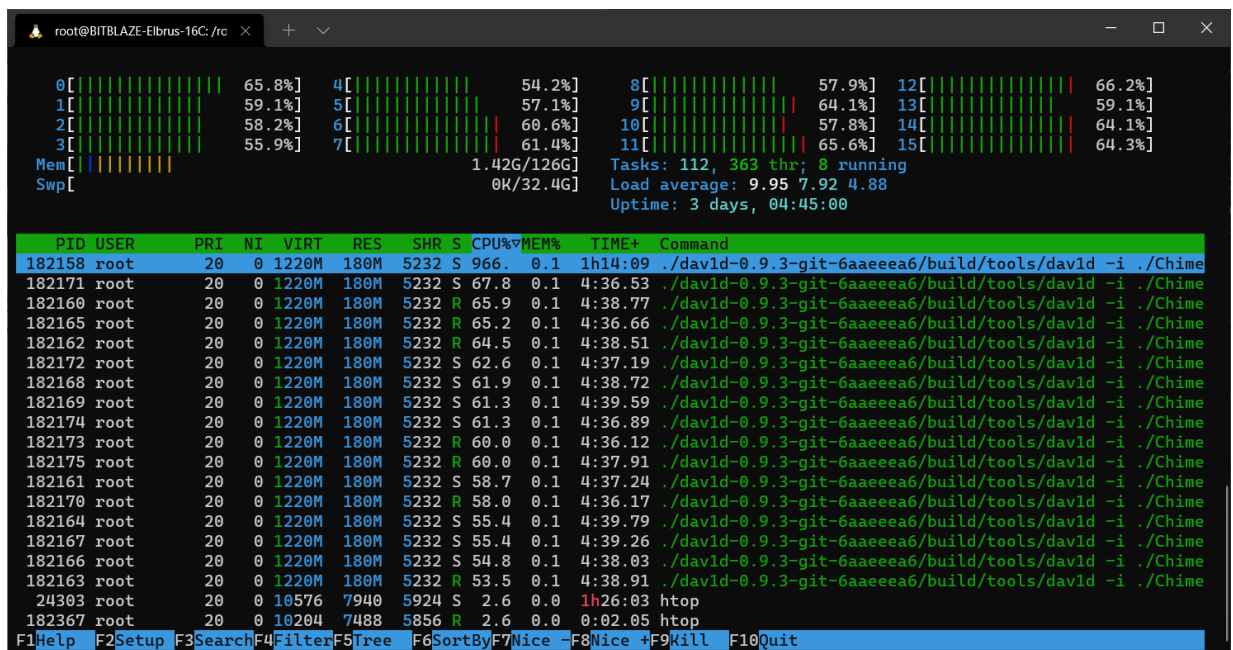 root@BITBLAZE-Elbrus-16C: /rc
0[65.8%] 4[54.2%] 8[57.9%] 12[66.2%]
1[59.1%] 5[57.1%] 9[64.1%] 13[59.1%]
2[58.2%] 6[60.6%] 10[57.8%] 14[64.1%]
3[55.9%] 7[61.4%] 11[65.6%] 15[64.3%]
Mem[1.42G/126G] Tasks: 112, 363 thr; 8 running
Swp[0K/32.4G] Load average: 9.95 7.92 4.88
Uptime: 3 days, 04:45:00
PID USER PRI NI VIRT RES SHR S CPU%▽MEM% TIME+ Command
182158 root 20 0 1220M 180M 5232 S 966. 0.1 1h14:09 ./dav1d-0.9.3-git-6aaeeea6/build/tools/dav1d -i ./Chime
182171 root 20 0 1220M 180M 5232 S 67.8 0.1 4:36.53 ./dav1d-0.9.3-git-6aaeeea6/build/tools/dav1d -i ./Chime
182160 root 20 0 1220M 180M 5232 R 65.9 0.1 4:38.77 ./dav1d-0.9.3-git-6aaeeea6/build/tools/dav1d -i ./Chime
182165 root 20 0 1220M 180M 5232 R 65.2 0.1 4:36.66 ./dav1d-0.9.3-git-6aaeeea6/build/tools/dav1d -i ./Chime
182162 root 20 0 1220M 180M 5232 R 64.5 0.1 4:38.51 ./dav1d-0.9.3-git-6aaeeea6/build/tools/dav1d -i ./Chime
182172 root 20 0 1220M 180M 5232 S 62.6 0.1 4:37.19 ./dav1d-0.9.3-git-6aaeeea6/build/tools/dav1d -i ./Chime
182168 root 20 0 1220M 180M 5232 S 61.9 0.1 4:38.72 ./dav1d-0.9.3-git-6aaeeea6/build/tools/dav1d -i ./Chime
182169 root 20 0 1220M 180M 5232 S 61.3 0.1 4:39.59 ./dav1d-0.9.3-git-6aaeeea6/build/tools/dav1d -i ./Chime
182174 root 20 0 1220M 180M 5232 S 61.3 0.1 4:36.89 ./dav1d-0.9.3-git-6aaeeea6/build/tools/dav1d -i ./Chime
182173 root 20 0 1220M 180M 5232 R 60.0 0.1 4:36.12 ./dav1d-0.9.3-git-6aaeeea6/build/tools/dav1d -i ./Chime
182175 root 20 0 1220M 180M 5232 R 60.0 0.1 4:37.91 ./dav1d-0.9.3-git-6aaeeea6/build/tools/dav1d -i ./Chime
182161 root 20 0 1220M 180M 5232 S 58.7 0.1 4:37.24 ./dav1d-0.9.3-git-6aaeeea6/build/tools/dav1d -i ./Chime
182170 root 20 0 1220M 180M 5232 R 58.0 0.1 4:36.17 ./dav1d-0.9.3-git-6aaeeea6/build/tools/dav1d -i ./Chime
182164 root 20 0 1220M 180M 5232 S 55.4 0.1 4:39.79 ./dav1d-0.9.3-git-6aaeeea6/build/tools/dav1d -i ./Chime
182167 root 20 0 1220M 180M 5232 S 55.4 0.1 4:39.26 ./dav1d-0.9.3-git-6aaeeea6/build/tools/dav1d -i ./Chime
182166 root 20 0 1220M 180M 5232 S 54.8 0.1 4:38.03 ./dav1d-0.9.3-git-6aaeeea6/build/tools/dav1d -i ./Chime
182163 root 20 0 1220M 180M 5232 R 53.5 0.1 4:38.91 ./dav1d-0.9.3-git-6aaeeea6/build/tools/dav1d -i ./Chime
24303 root 20 0 10576 7940 5924 S 2.6 0.0 1h26:03 htop
182367 root 20 0 10204 7488 5856 R 2.6 0.0 0:02.05 htop
F1Help F2Setup F3SearchF4FilterF5Tree F6SortByF7Nice -F8Nice +F9Kill F10Quit